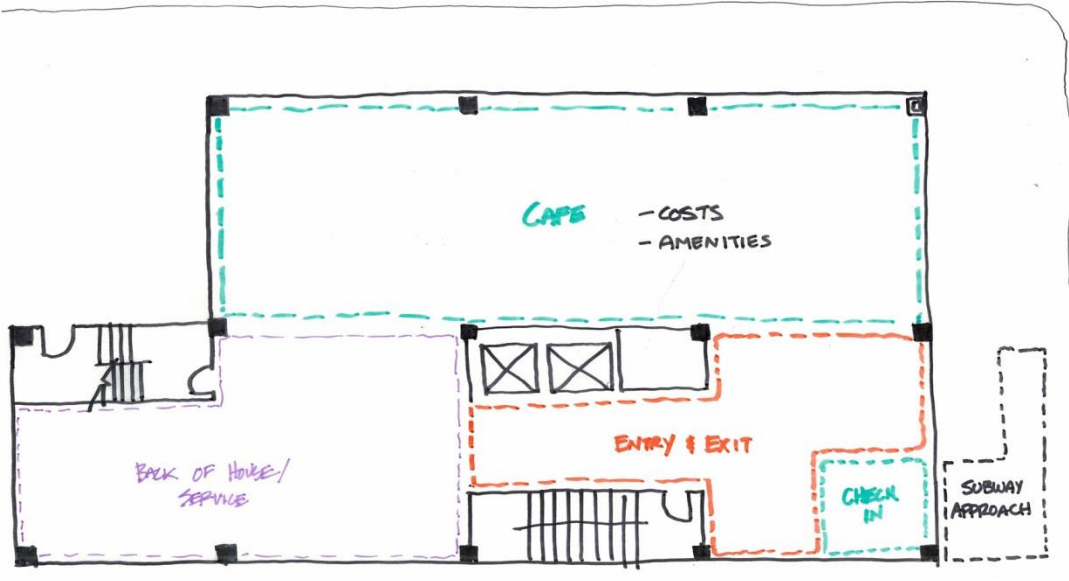 CAFE
- COSTS
- AMENITIES
ENTRY & EXIT
BACK OF HOUSE/
SERVICE
CHECK
IN
SUBWAY
APPROACH